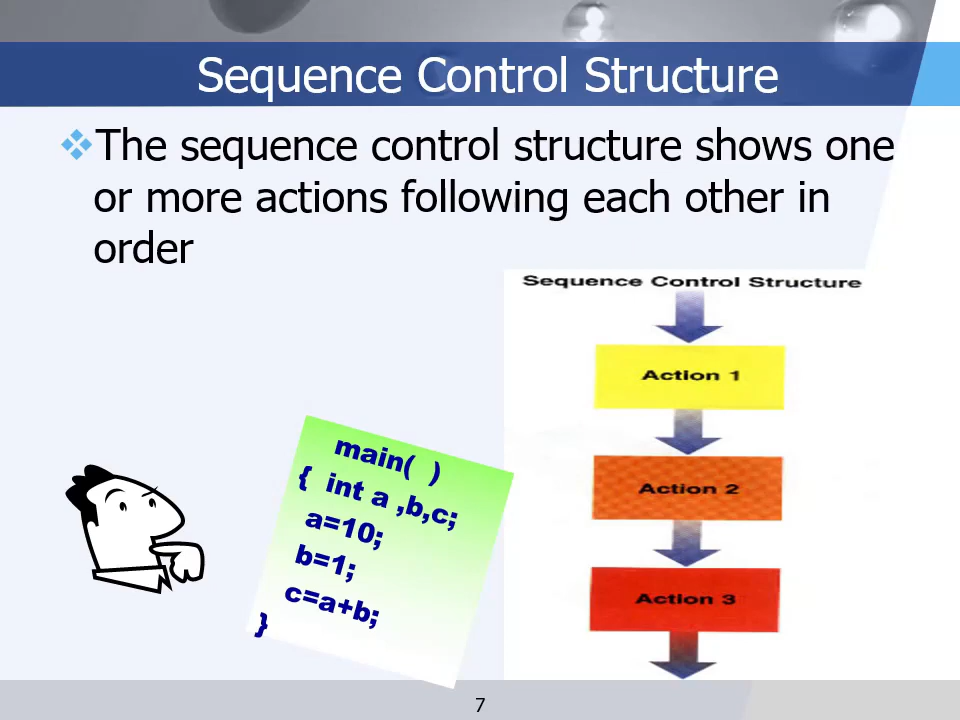 Sequence Control Structure
The sequence control structure shows one
or more actions following each other in
order
Sequence Control Structure
Action 1
Action 2
Action 3
main( )
{ int a ,b,c;
a=10;
b=1;
c=a+b;
}
7